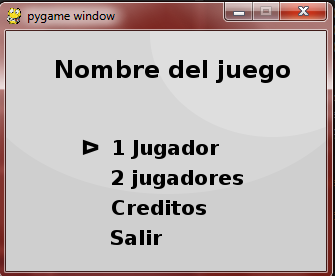 pygame window
Nombre del juego
1 Jugador
2 jugadores
Creditos
Salir